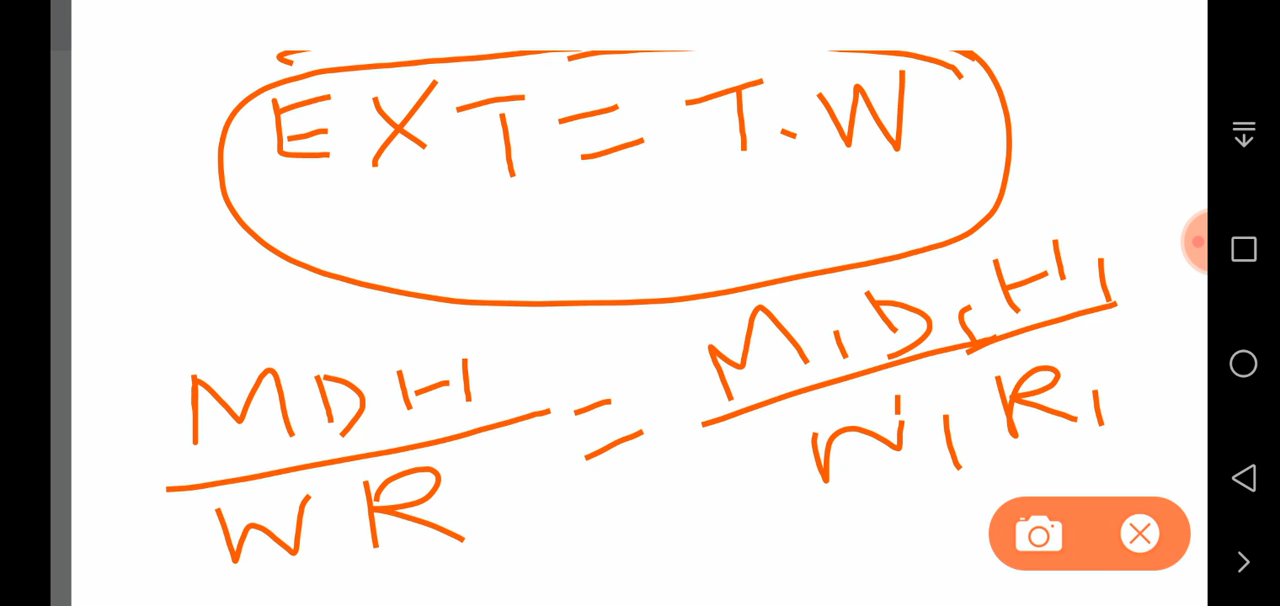 EXT = T.W
MDH / WR = M1D1H1 / W1R1